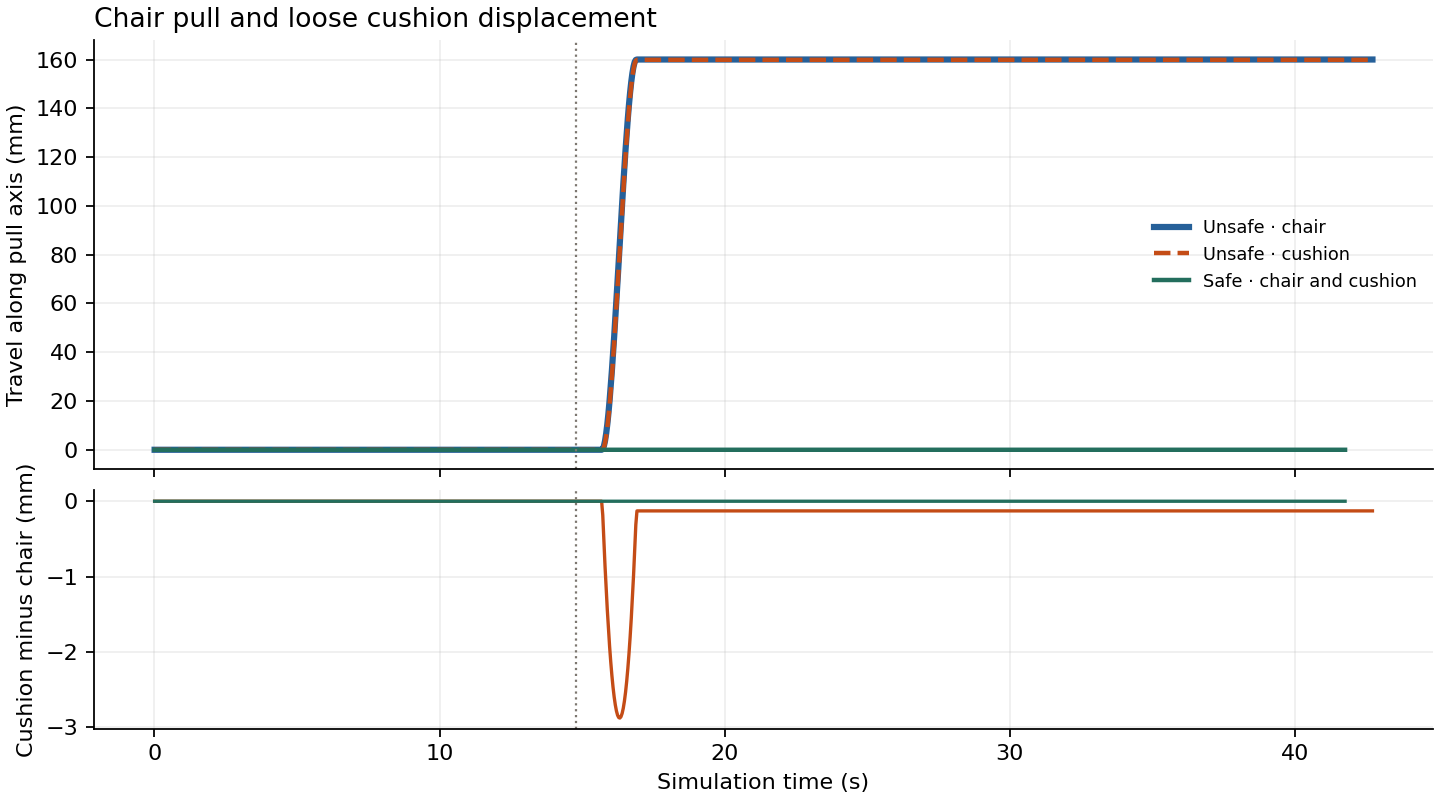 Chair pull and loose cushion displacement
Travel along pull axis (mm)
160
140
120
100
80
60
40
20
0
Unsafe · chair
Unsafe · cushion
Safe · chair and cushion
Cushion minus chair (mm)
0
−1
−2
−3
0 10 20 30 40
Simulation time (s)